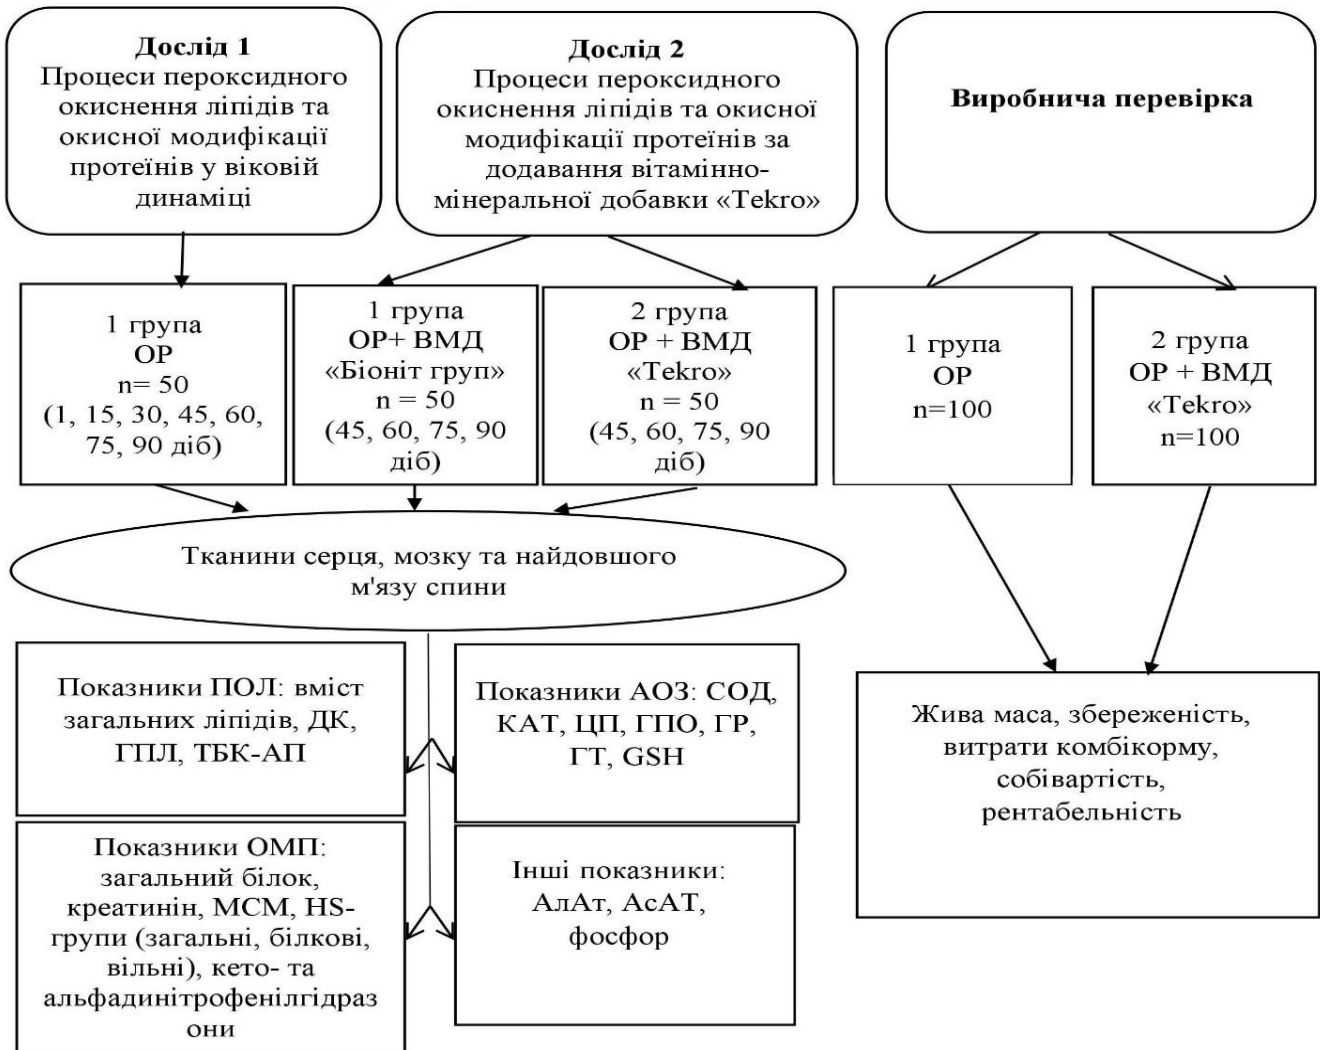 Дослід 1
Процеси пероксидного
окиснення ліпідів та
окисної модифікації
протеїнів у віковій
динаміці
Дослід 2
Процеси пероксидного
окиснення ліпідів та окисної
модифікації протеїнів за
додавання вітамінно-
мінеральної добавки «Tekro»
Виробнича перевірка
1 група
ОР
n= 50
(1, 15, 30, 45, 60,
75, 90 діб)
1 група
ОР+ ВМД
«Біоніт груп»
n = 50
(45, 60, 75, 90
діб)
2 група
ОР + ВМД
«Tekro»
n = 50
(45, 60, 75, 90
діб)
1 група
ОР
n=100
2 група
ОР + ВМД
«Tekro»
n=100
Тканини серця, мозку та найдовшого
м'язу спини
Показники ПОЛ: вміст
загальних ліпідів, ДК,
ГПЛ, ТБК-АП
Показники АОЗ: СОД,
КАТ, ЦП, ГПО, ГР,
ГТ, GSH
Жива маса, збереженість,
витрати комбікорму,
собівартість,
рентабельність
Показники ОМП:
загальний білок,
креатинін, МСМ, HS-
групи (загальні, білкові,
вільні), кето- та
альфадинітрофенілгідраз
они
Інші показники:
АлАт, АсАТ,
фосфор